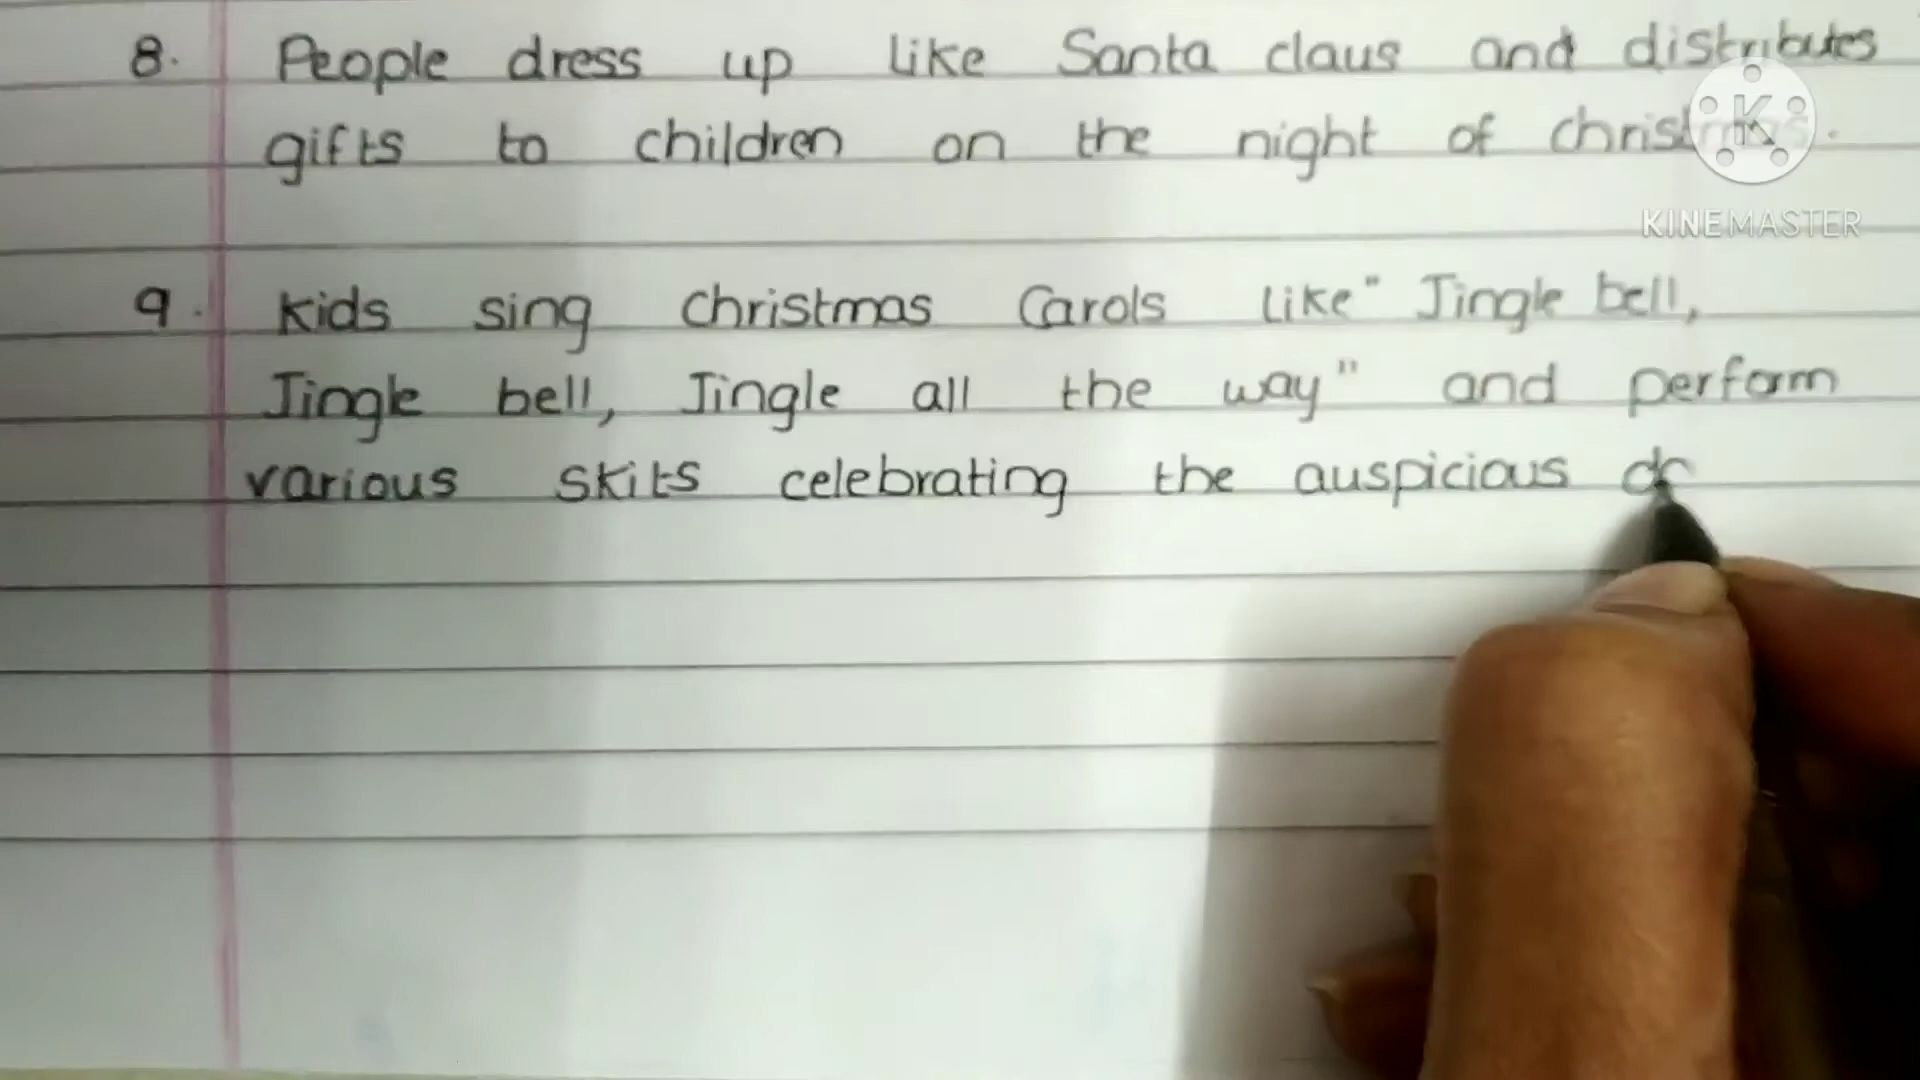 8. People dress up like Santa claus and distributes
gifts to children on the night of christmas.
KINEMASTER
9. Kids sing christmas Carols like " Jingle bell,
Jingle bell, Jingle all the way " and perform
various skits celebrating the auspicious